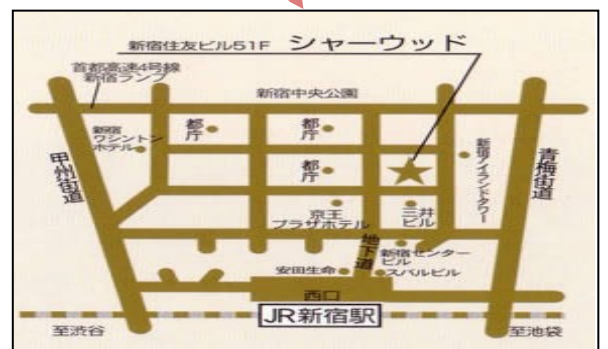 新宿住友ビル51F シャーウッド
首都高速4号線
新宿ランプ
新宿中央公園
新宿
ワシントン
ホテル
都庁
都庁
都庁
甲州街道
新宿アイランドタワー
青梅街道
京王
プラザホテル
三井
ビル
地下道
新宿センター
ビル
安田生命
スバルビル
西口
JR新宿駅
至渋谷
至池袋